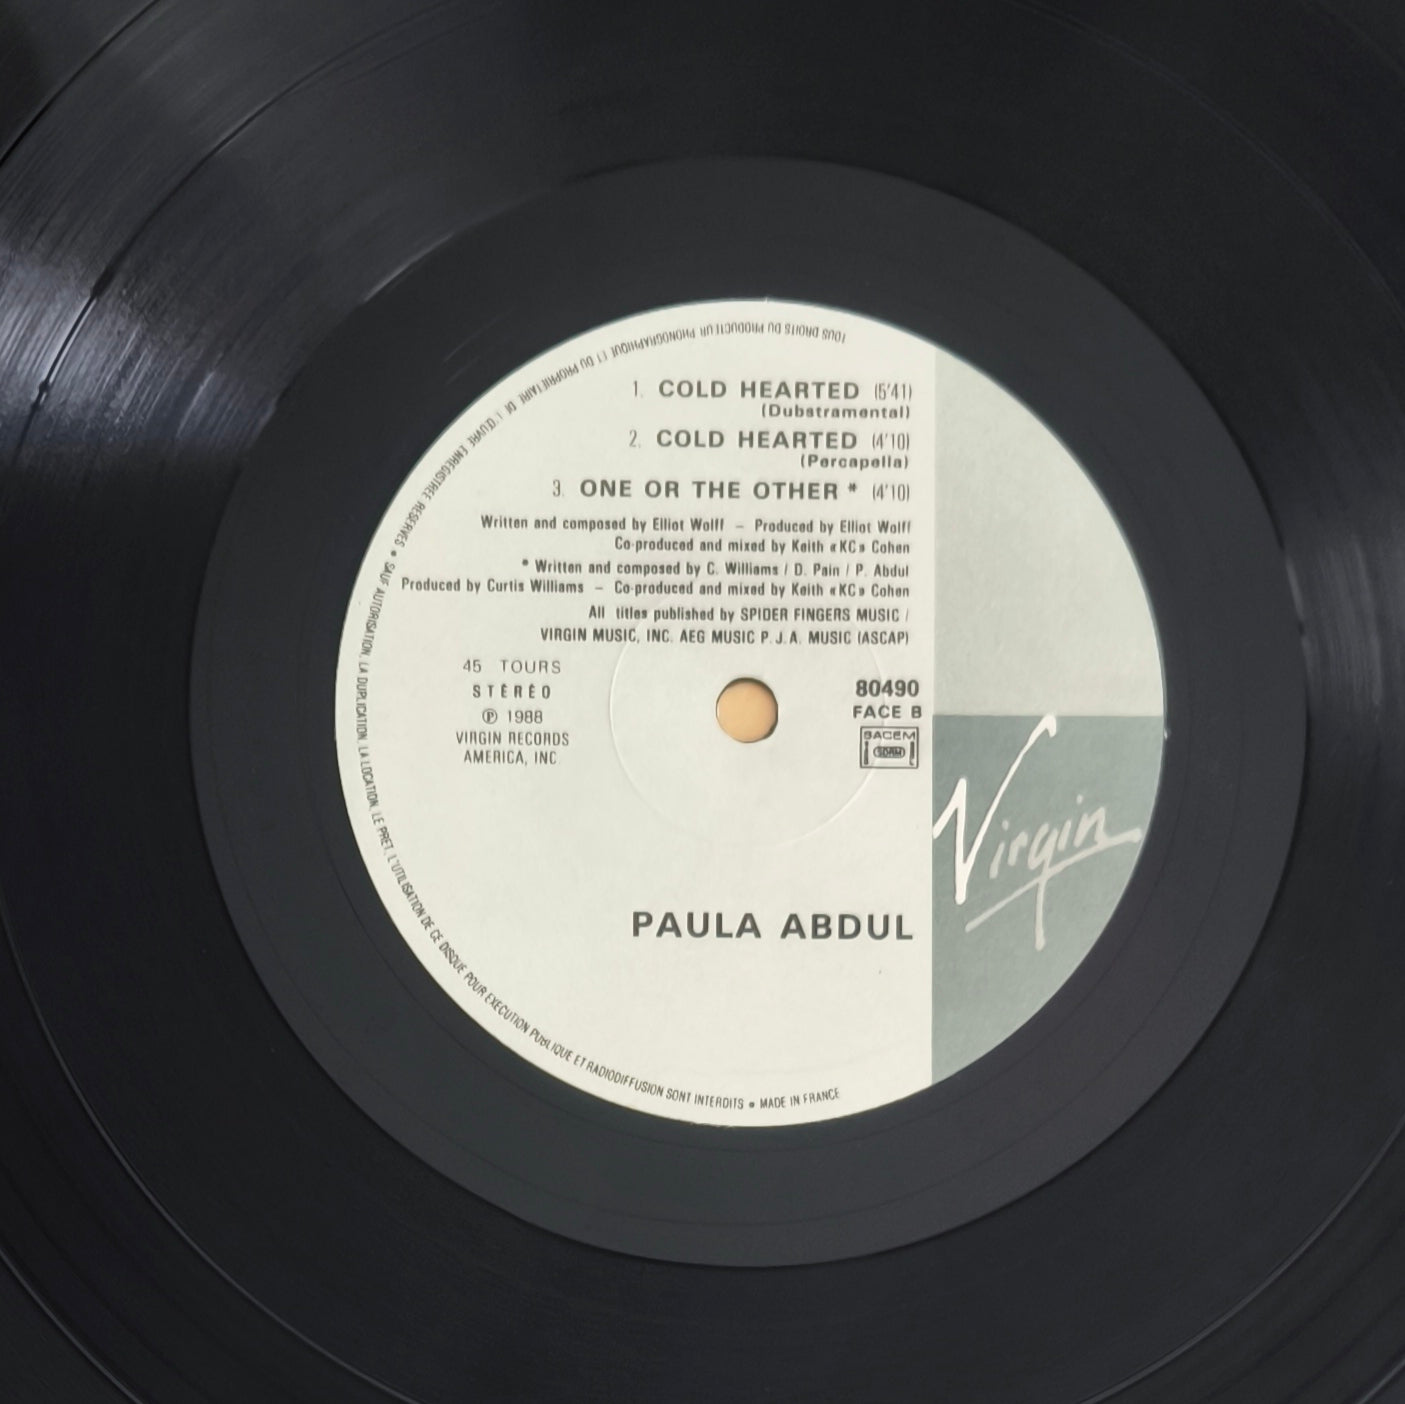 1. COLD HEARTED (5'41)
(Dubstramental)
2. COLD HEARTED (4'10)
(Percapella)
3. ONE OR THE OTHER * (4'10)
Written and composed by Elliot Wolff – Produced by Elliot Wolff
Co-produced and mixed by Keith «KC» Cohen
* Written and composed by C. Williams / D. Pain / P. Abdul
Produced by Curtis Williams – Co-produced and mixed by Keith «KC» Cohen
All titles published by SPIDER FINGERS MUSIC /
VIRGIN MUSIC, INC. AEG MUSIC P.J.A. MUSIC (ASCAP)
45 TOURS
STÉRÉO
℗ 1988
VIRGIN RECORDS
AMERICA, INC
80490
FACE B
SACEM
SDRM
Virgin
PAULA ABDUL
TOUS DROITS DU PRODUCTEUR PHONOGRAPHIQUE ET DU PROPRIETAIRE DE L'ŒUVRE ENREGISTREE RESERVES • SAUF AUTORISATION, LA DUPLICATION, LA LOCATION, LE PRET, L'UTILISATION DE CE DISQUE POUR EXECUTION PUBLIQUE ET RADIODIFFUSION SONT INTERDITS • MADE IN FRANCE